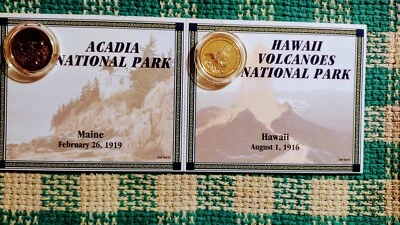 ACADIA
NATIONAL PARK
Maine
February 26, 1919
HAWAII
VOLCANOES
NATIONAL PARK
Hawaii
August 1, 1916